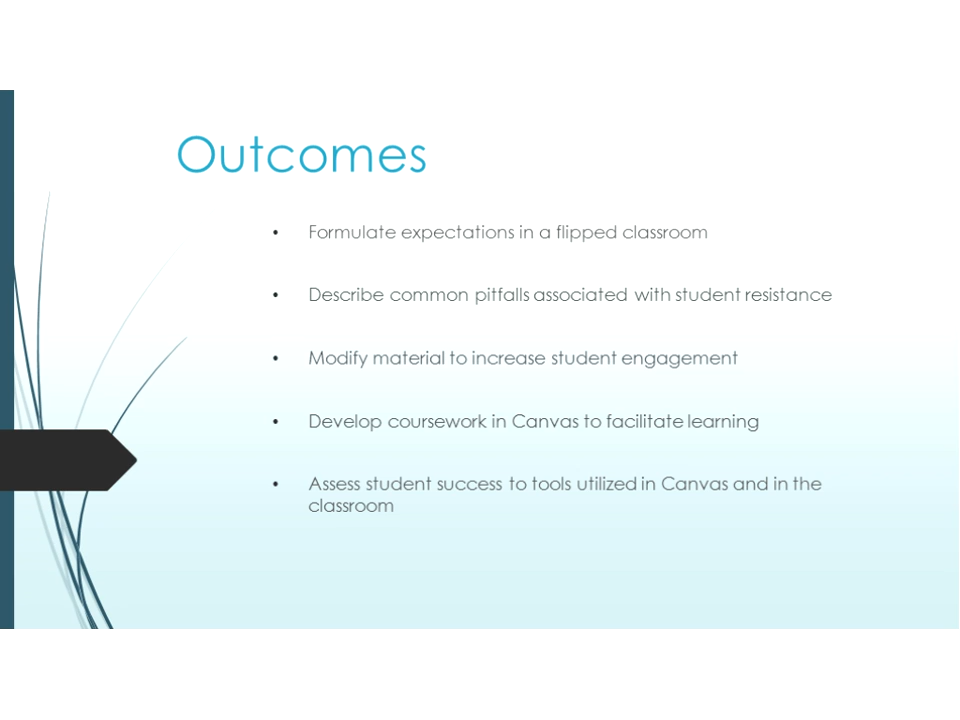 Outcomes
• Formulate expectations in a flipped classroom
• Describe common pitfalls associated with student resistance
• Modify material to increase student engagement
• Develop coursework in Canvas to facilitate learning
• Assess student success to tools utilized in Canvas and in the
classroom